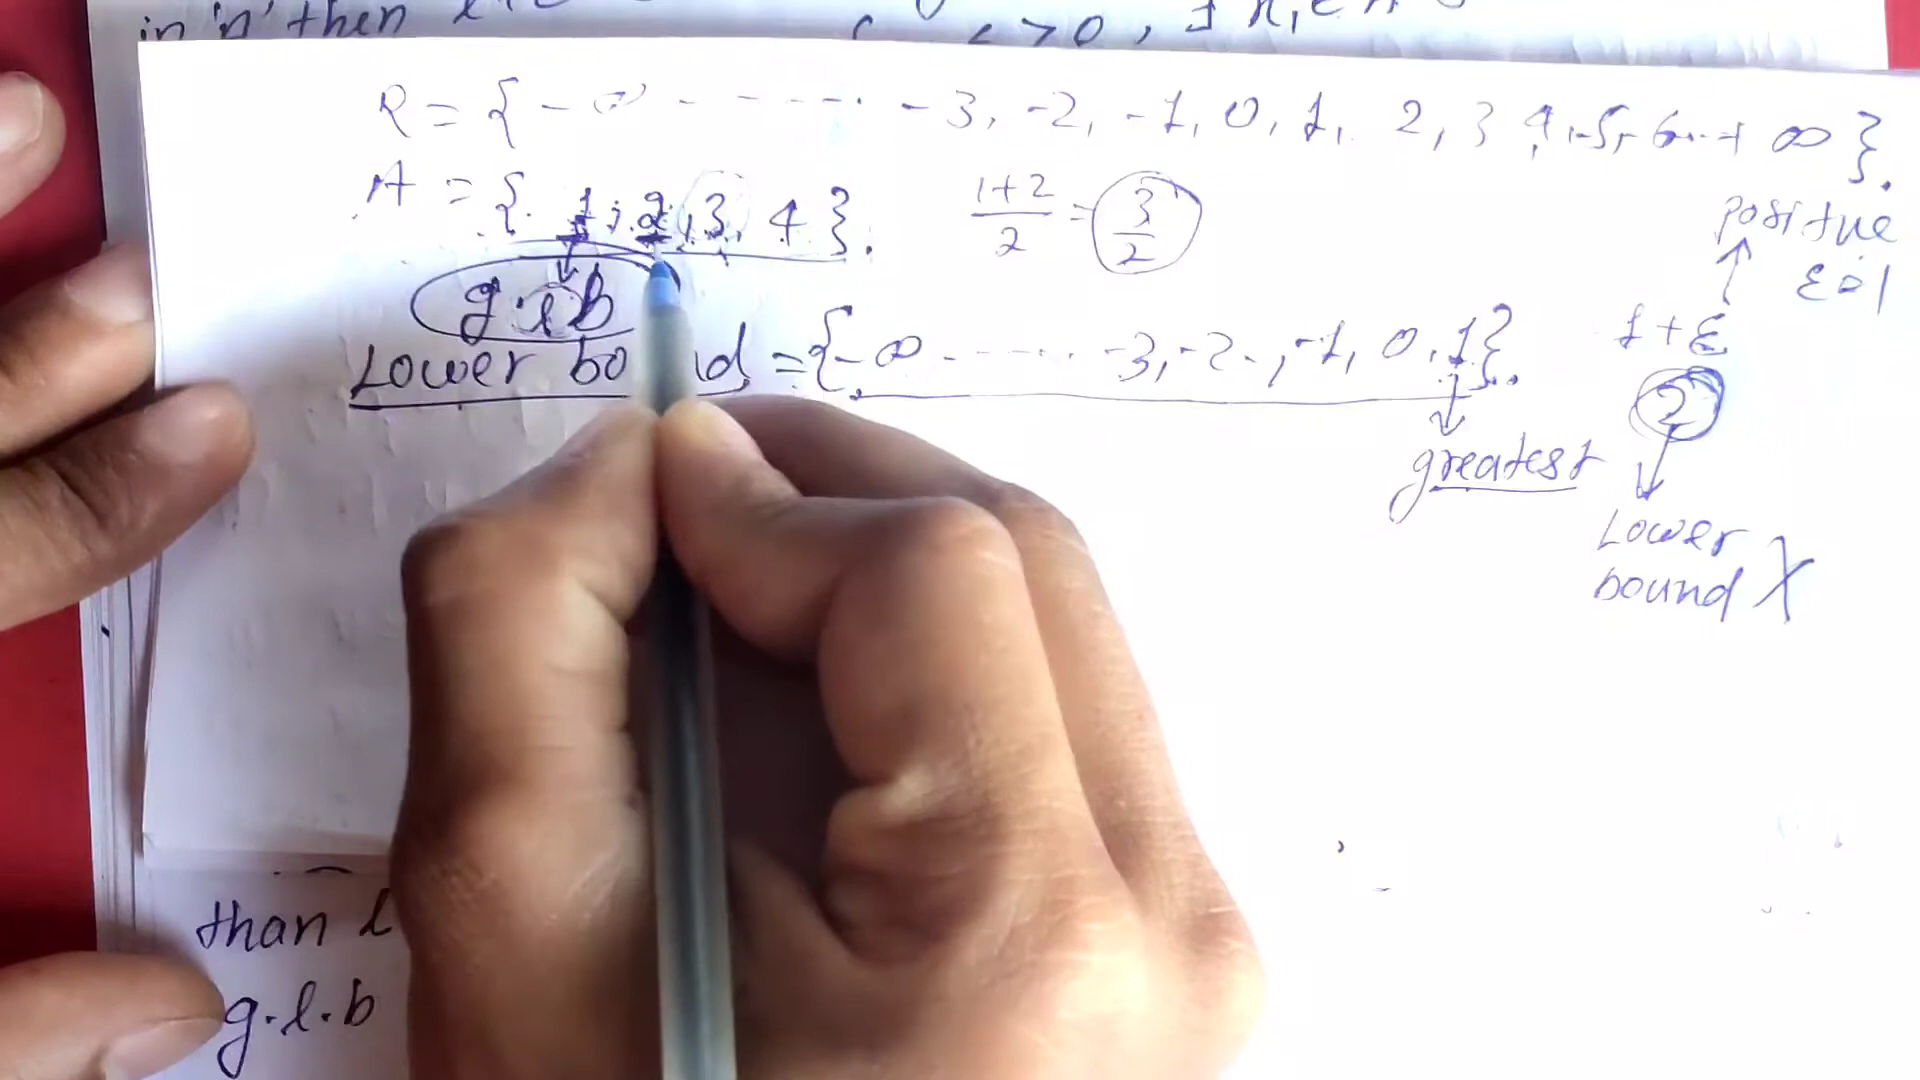 in 'n' then
>0, ∃ x, ∈ A
R = { -∞ - - - - - -3, -2, -1, 0, 1, 2, 3 4, 5, 6 .. + ∞ }.
A = { 1, 2, 3, 4 }.
1+2 / 2 = 3/2
positive
ε=1
g.l.b
1+ε
Lower bo d = {-∞ - - - - - -3, -2, -1, 0, 1}.
2
greatest
Lower
bound X
than l
g.l.b